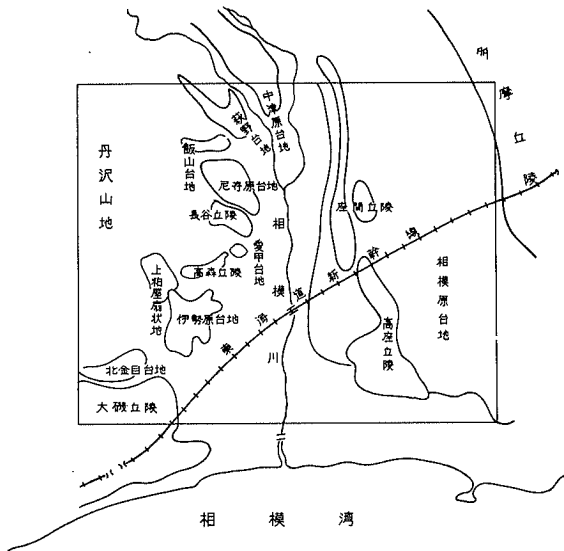 多摩丘陵
中津原台地
荻野台地
丹沢山地
飯山台地
尼寺原台地
座間丘陵
長谷丘陵
相模川
愛甲台地
高森丘陵
上粕屋扇状地
伊勢原台地
東海道新幹線
相模原台地
高座丘陵
北金目台地
大磯丘陵
相模湾